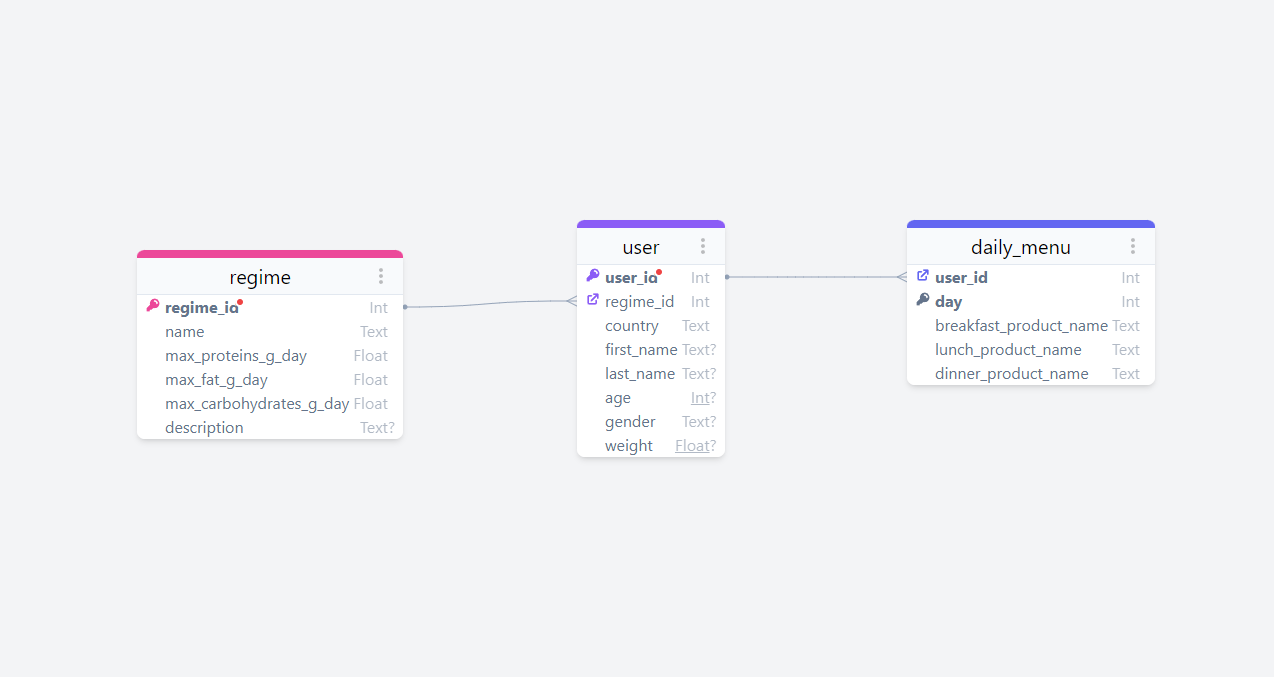 regime
regime_id Int
name Text
max_proteins_g_day Float
max_fat_g_day Float
max_carbohydrates_g_day Float
description Text?
user
user_id Int
regime_id Int
country Text
first_name Text?
last_name Text?
age Int?
gender Text?
weight Float?
daily_menu
user_id Int
day Int
breakfast_product_name Text
lunch_product_name Text
dinner_product_name Text